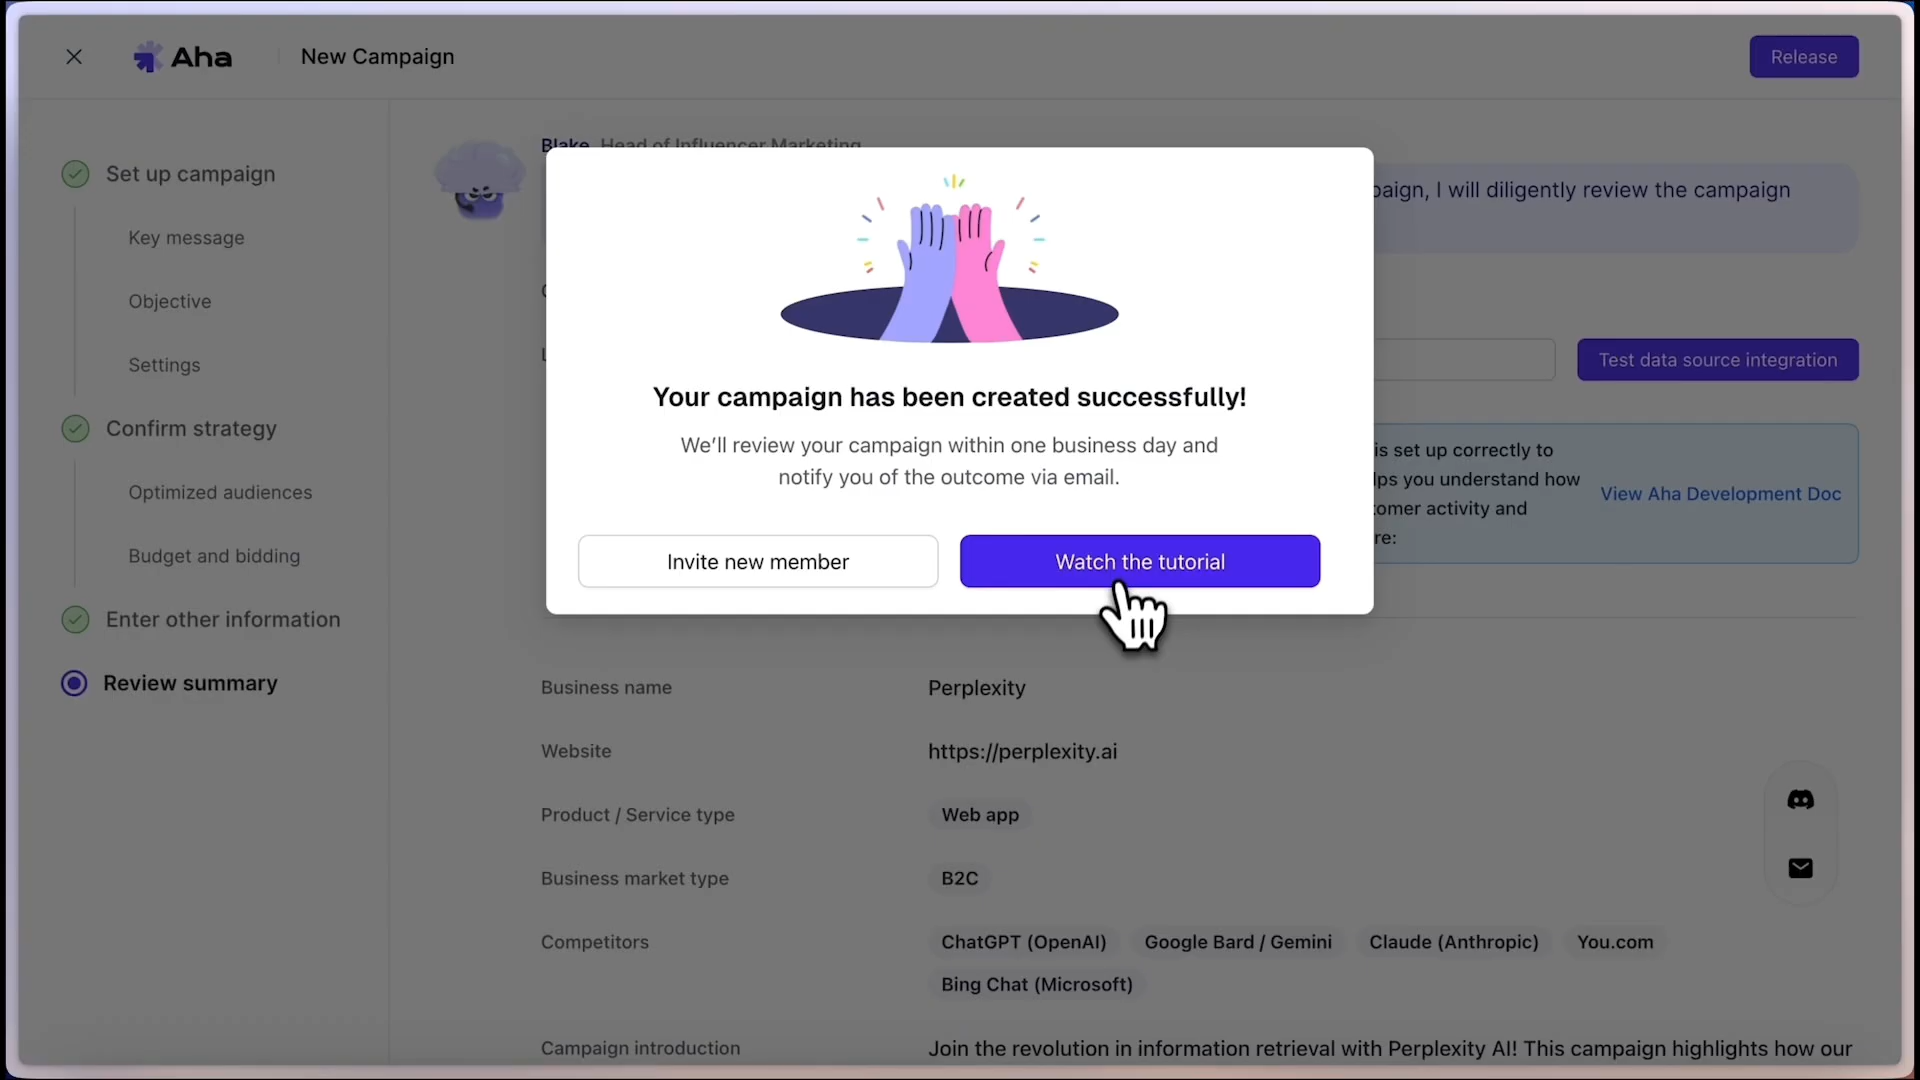 Aha
New Campaign
Release
Set up campaign
Key message
Objective
Settings
Confirm strategy
Optimized audiences
Budget and bidding
Enter other information
Review summary
Blake Head of Influencer Marketing
paign, I will diligently review the campaign
Test data source integration
is set up correctly to
lps you understand how
omer activity and
re:
View Aha Development Doc
Your campaign has been created successfully!
We'll review your campaign within one business day and
notify you of the outcome via email.
Invite new member
Watch the tutorial
Business name
Perplexity
Website
https://perplexity.ai
Product / Service type
Web app
Business market type
B2C
Competitors
ChatGPT (OpenAI)
Google Bard / Gemini
Claude (Anthropic)
You.com
Bing Chat (Microsoft)
Campaign introduction
Join the revolution in information retrieval with Perplexity AI! This campaign highlights how our